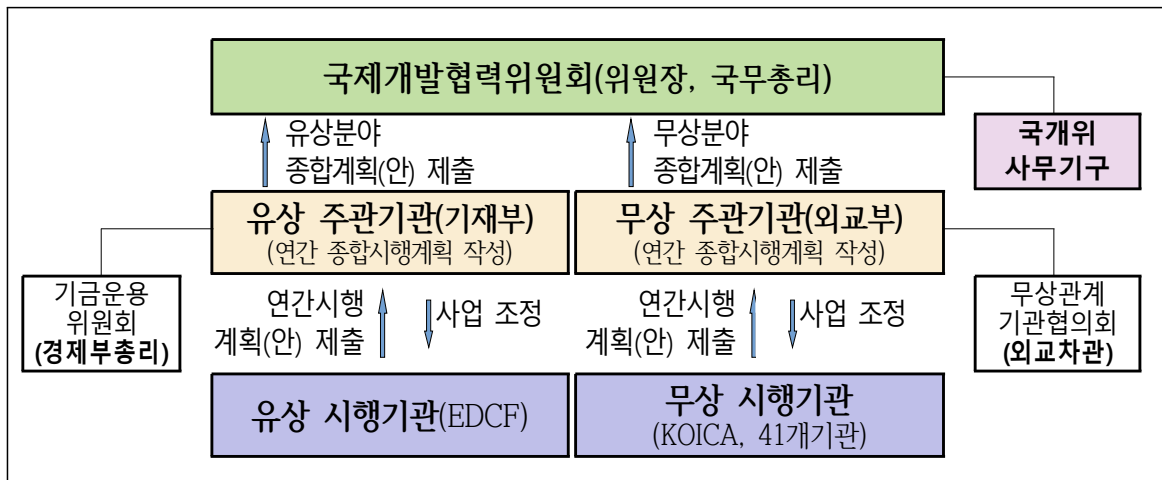 국제개발협력위원회(위원장, 국무총리)
유상분야
종합계획(안) 제출
무상분야
종합계획(안) 제출
국개위
사무기구
유상 주관기관(기재부)
(연간 종합시행계획 작성)
무상 주관기관(외교부)
(연간 종합시행계획 작성)
기금운용
위원회
(경제부총리)
연간시행
계획(안) 제출
사업 조정
연간시행
계획(안) 제출
사업 조정
무상관계
기관협의회
(외교차관)
유상 시행기관(EDCF)
무상 시행기관
(KOICA, 41개기관)